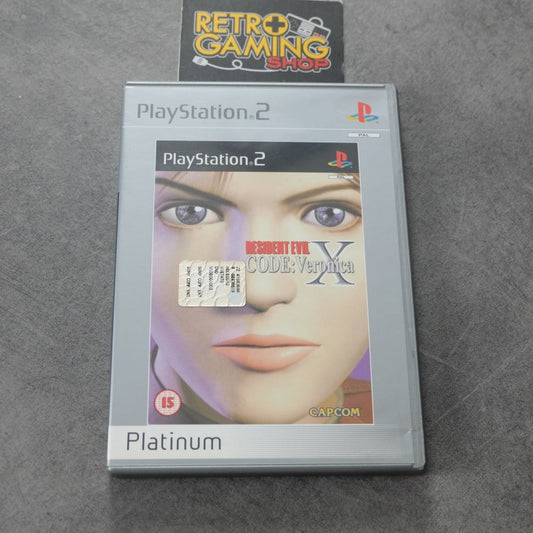 RETRO
GAMING
SHOP
PlayStation®2
PAL
PlayStation®2
RESIDENT EVIL
CODE: Veronica X
15
CAPCOM
Platinum